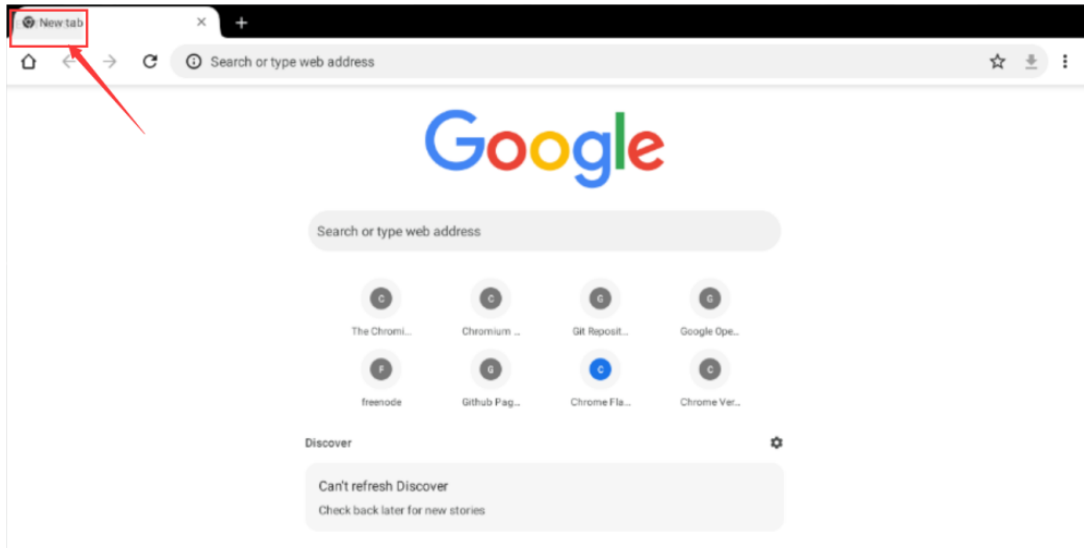 New tab
Search or type web address
Google
Search or type web address
C
C
G
G
The Chromi...
Chromium ...
Git Reposit...
Google Ope...
F
G
C
C
freenode
Github Pag...
Chrome Fla...
Chrome Ver...
Discover
Can't refresh Discover
Check back later for new stories